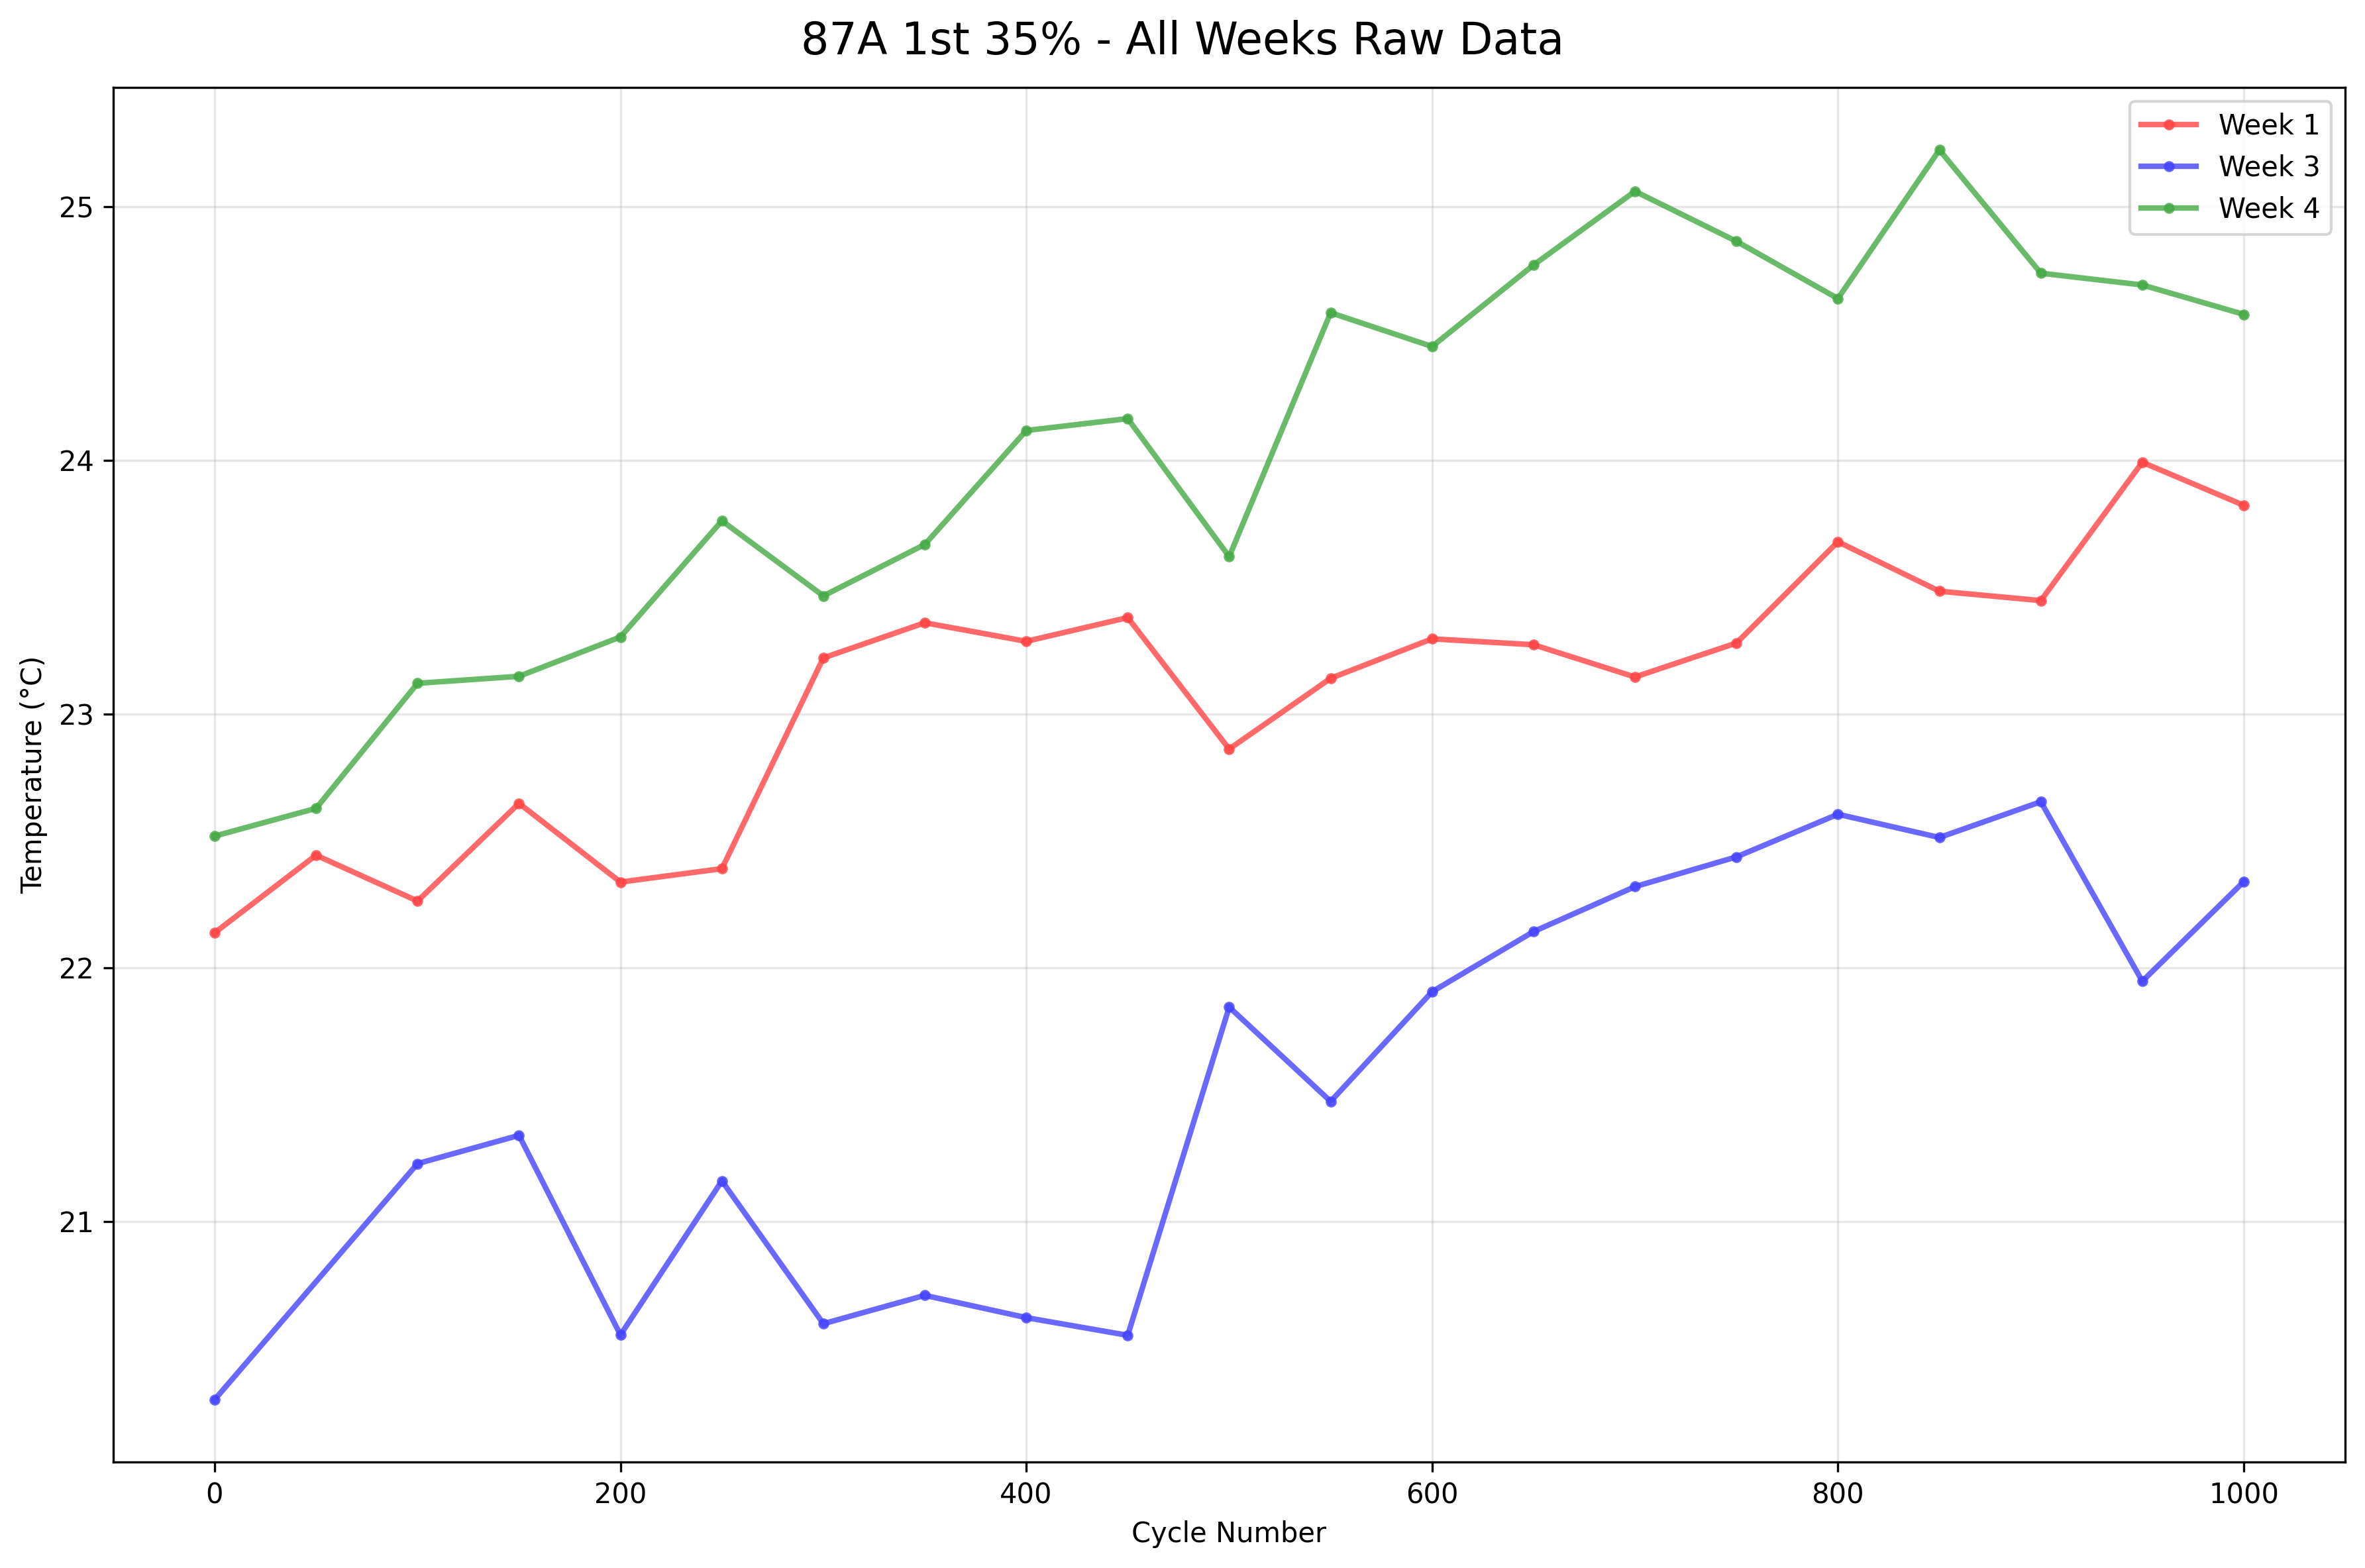 87A 1st 35% - All Weeks Raw Data
Week 1
Week 3
Week 4
25
24
23
22
21
Temperature (°C)
0 200 400 600 800 1000
Cycle Number